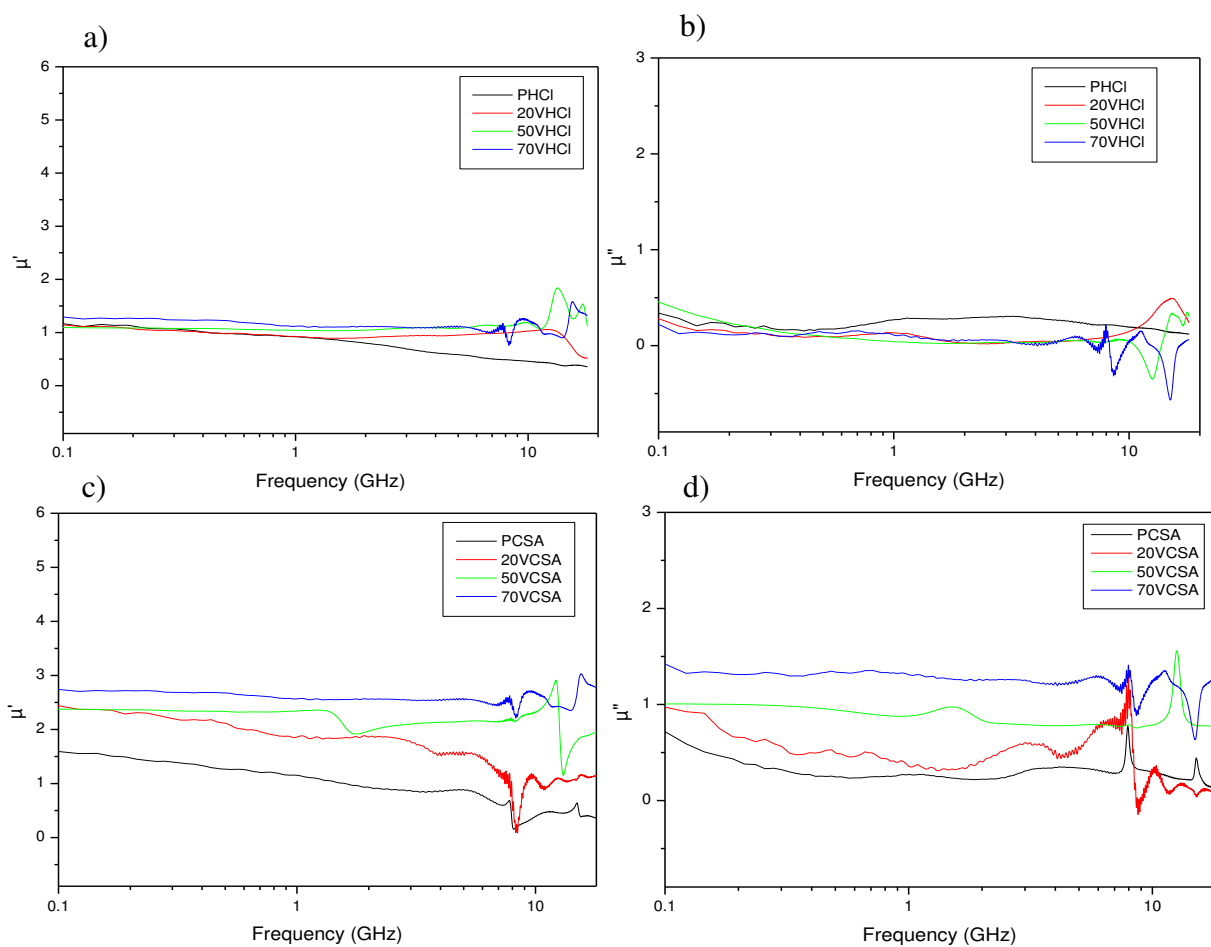 a)
6
5
4
3
2
1
0
μ'
PHCl
20VHCl
50VHCl
70VHCl
0.1
1
10
Frequency (GHz)
b)
3
2
1
0
μ"
PHCl
20VHCl
50VHCl
70VHCl
0.1
1
10
Frequency (GHz)
c)
6
5
4
3
2
1
0
μ'
PCSA
20VCSA
50VCSA
70VCSA
0.1
1
10
Frequency (GHz)
d)
3
2
1
0
μ"
PCSA
20VCSA
50VCSA
70VCSA
0.1
1
10
Frequency (GHz)